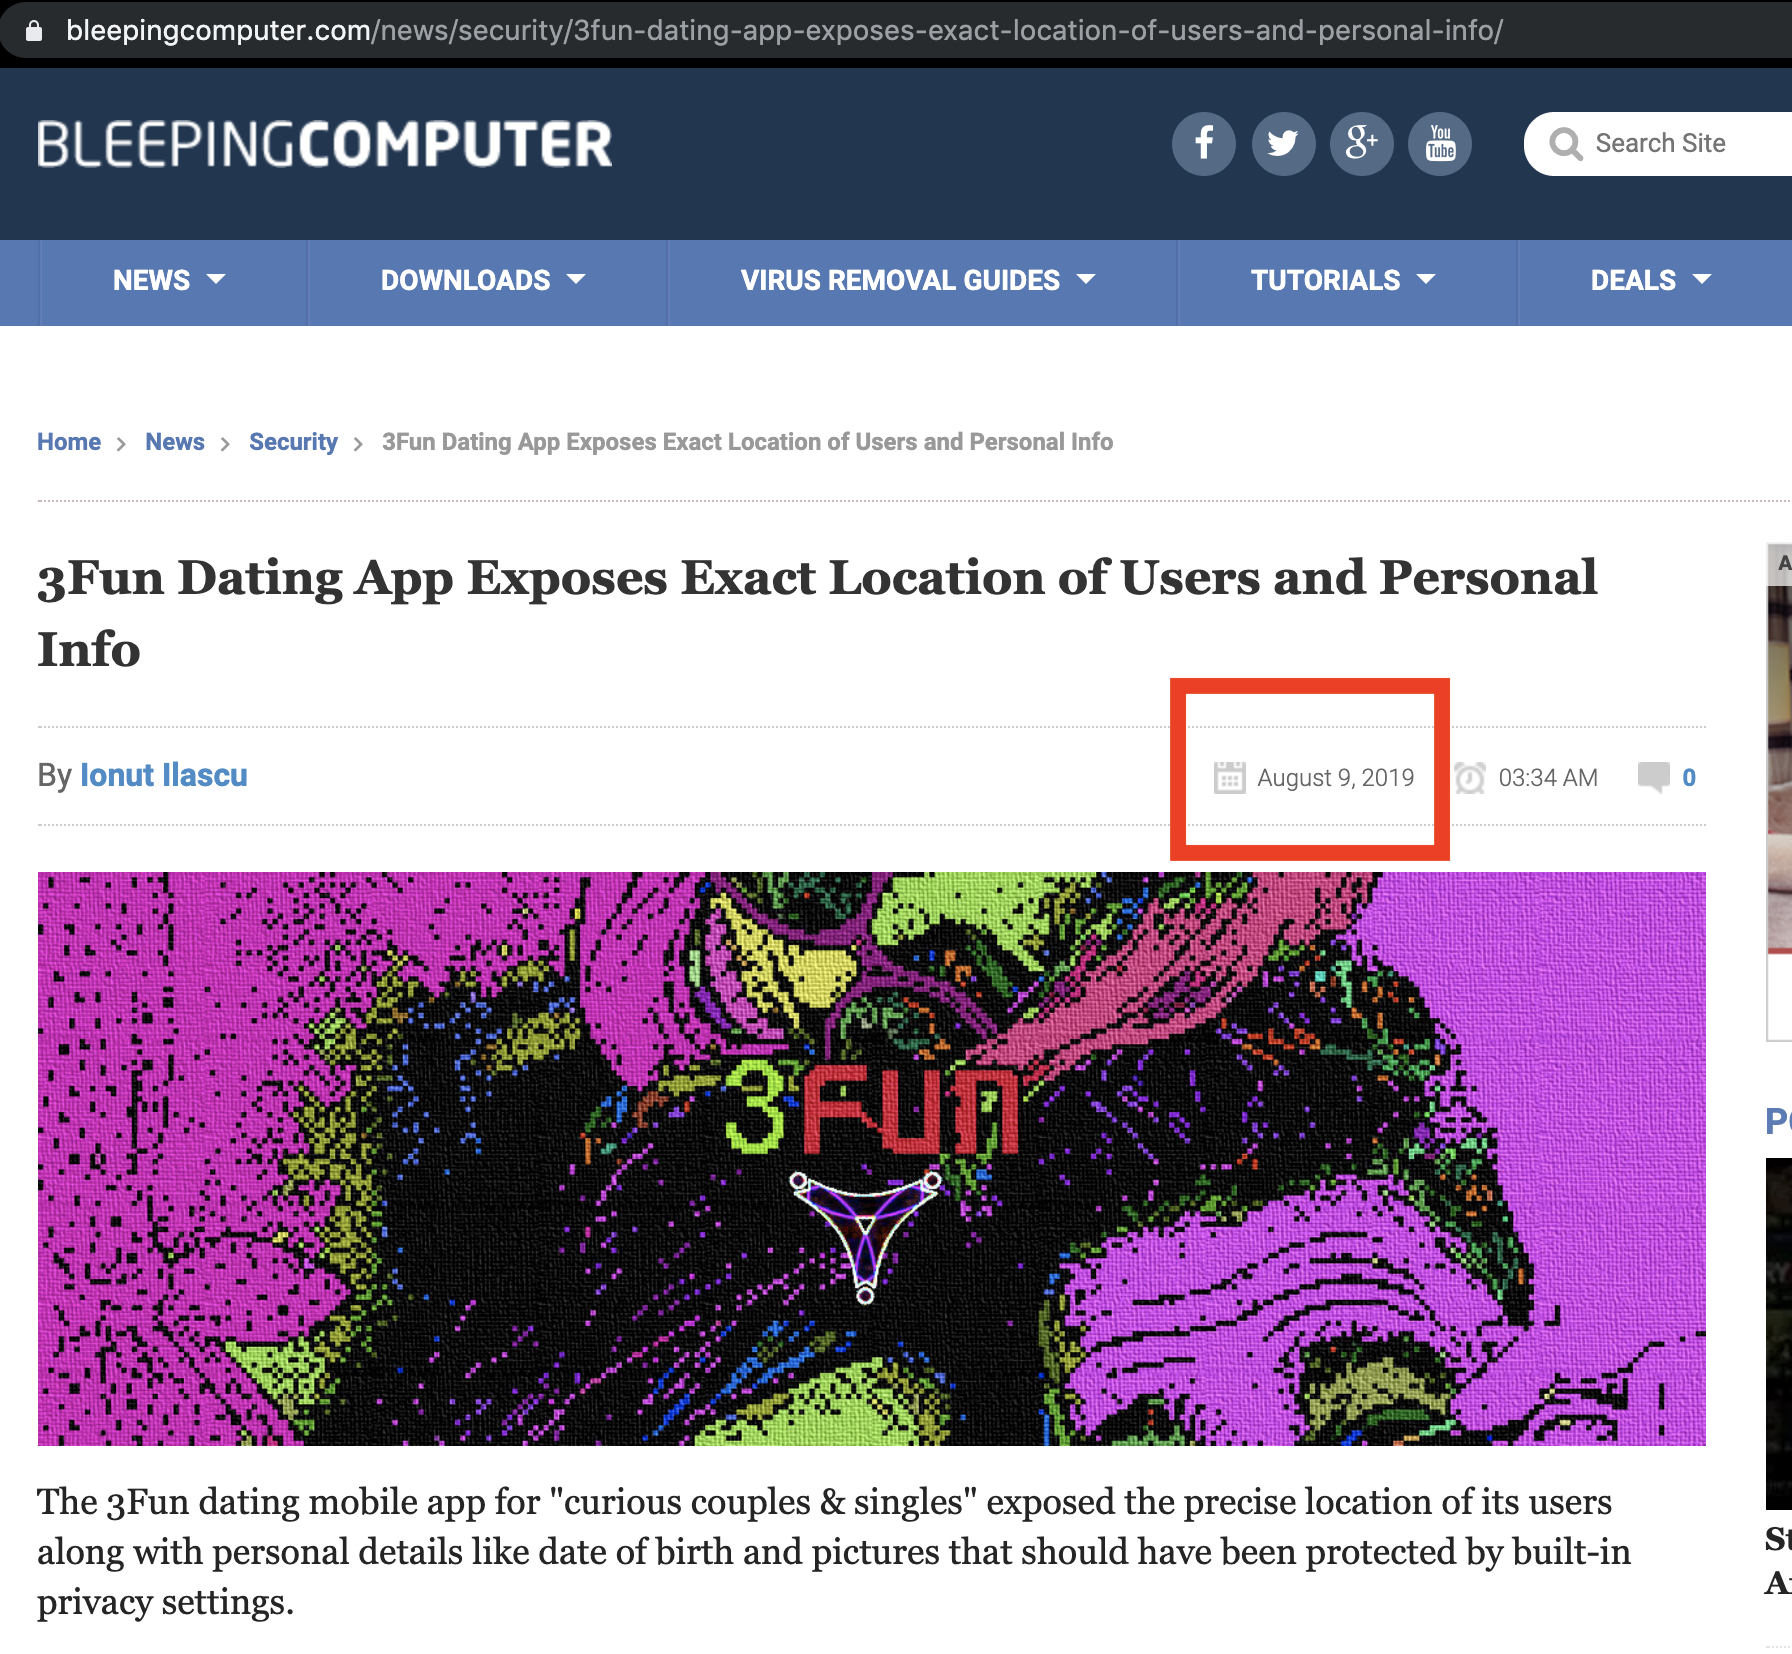 bleepingcomputer.com/news/security/3fun-dating-app-exposes-exact-location-of-users-and-personal-info/
BLEEPINGCOMPUTER
f
g+
You
Tube
Search Site
NEWS
DOWNLOADS
VIRUS REMOVAL GUIDES
TUTORIALS
DEALS
Home > News > Security > 3Fun Dating App Exposes Exact Location of Users and Personal Info
3Fun Dating App Exposes Exact Location of Users and Personal
Info
By Ionut Ilascu
August 9, 2019
03:34 AM
0
3Fun
The 3Fun dating mobile app for "curious couples & singles" exposed the precise location of its users
along with personal details like date of birth and pictures that should have been protected by built-in
privacy settings.